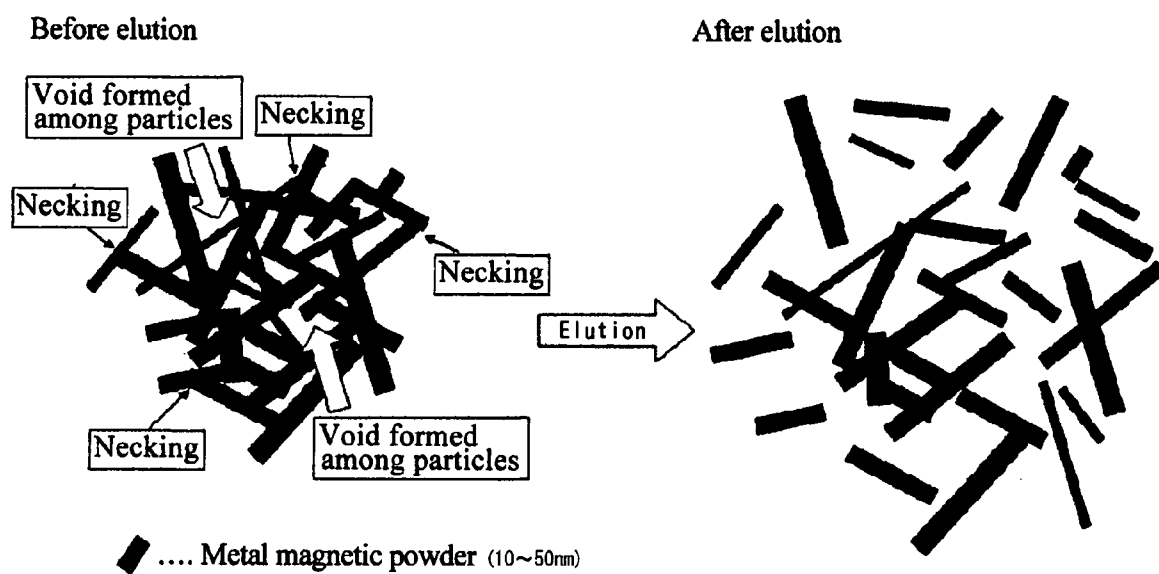 Before elution
After elution
Void formed
among particles
Necking
Necking
Necking
Elution
Necking
Void formed
among particles
.... Metal magnetic powder (10~50nm)